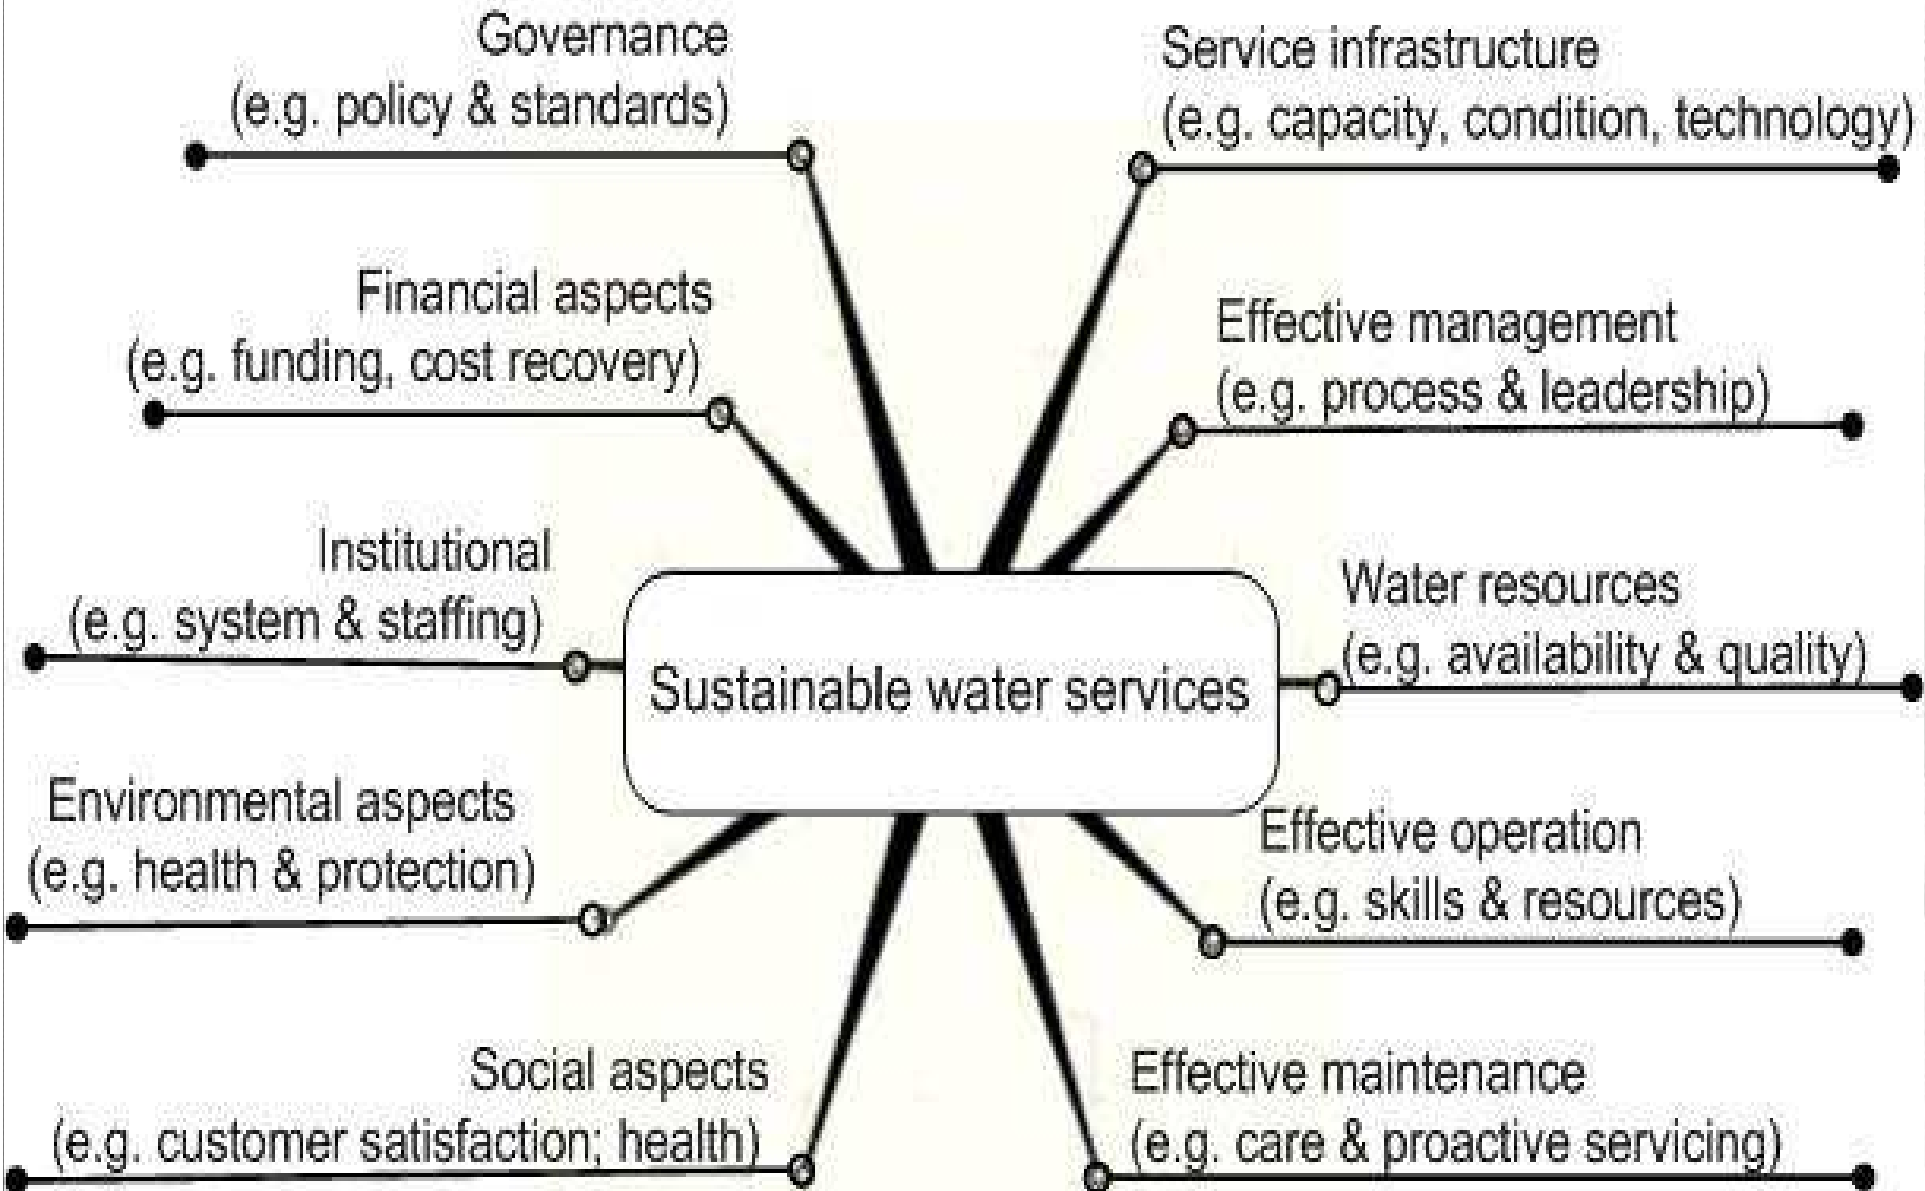 Governance
(e.g. policy & standards)
Service infrastructure
(e.g. capacity, condition, technology)
Financial aspects
(e.g. funding, cost recovery)
Effective management
(e.g. process & leadership)
Institutional
(e.g. system & staffing)
Sustainable water services
Water resources
(e.g. availability & quality)
Environmental aspects
(e.g. health & protection)
Effective operation
(e.g. skills & resources)
Social aspects
(e.g. customer satisfaction; health)
Effective maintenance
(e.g. care & proactive servicing)